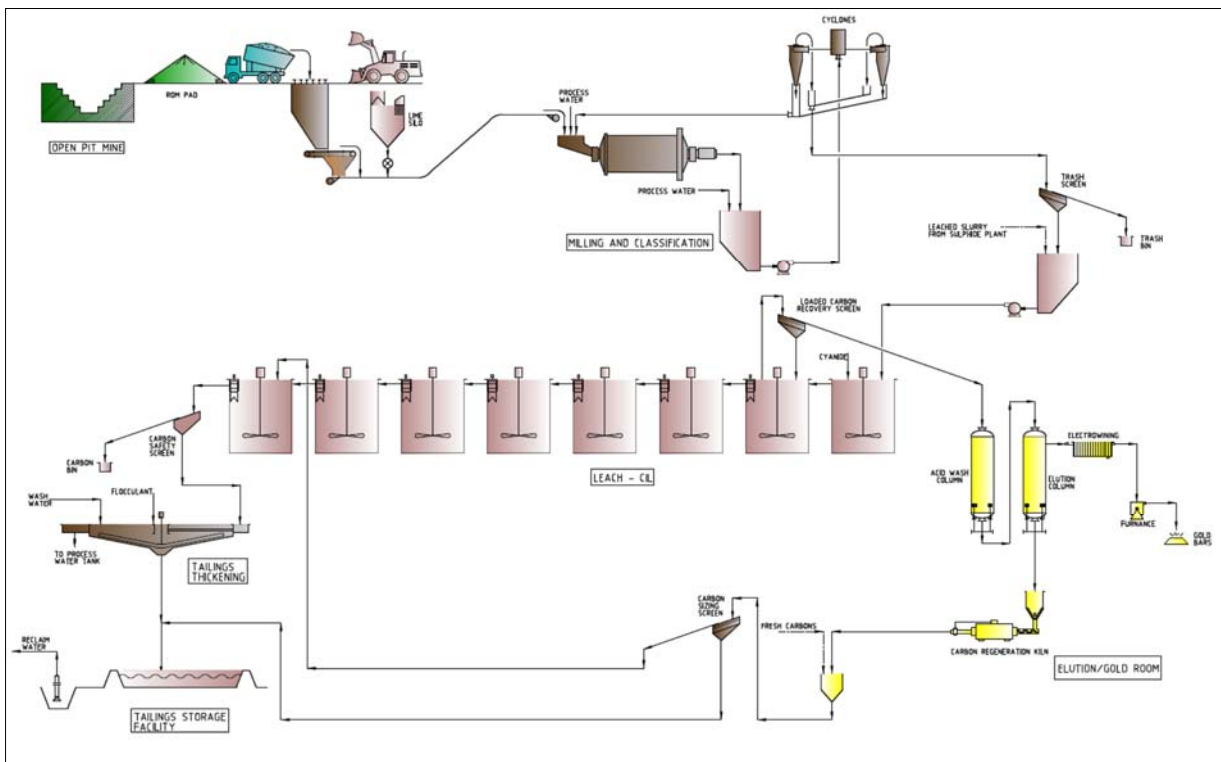 CYCLONES
ROM PAD
LIME
SILO
PROCESS
WATER
OPEN PIT MINE
TRASH
SCREEN
PROCESS WATER
MILLING AND CLASSIFICATION
LEACHED SLURRY
FROM SULPHIDE PLANT
TRASH
BIN
LOADED CARBON
RECOVERY SCREEN
CYANIDE
CARBON
SAFETY
SCREEN
CARBON
BIN
LEACH - CIL
ACID WASH
COLUMN
ELUTION
COLUMN
ELECTROWINING
FURNANCE
GOLD
BARS
WASH
WATER
FLOCCULANT
TO PROCESS
WATER TANK
TAILINGS
THICKENING
CARBON
SIZING
SCREEN
FRESH CARBONS
CARBON REGENERATION KILN
ELUTION/GOLD ROOM
RECLAIM
WATER
TAILINGS STORAGE
FACILITY